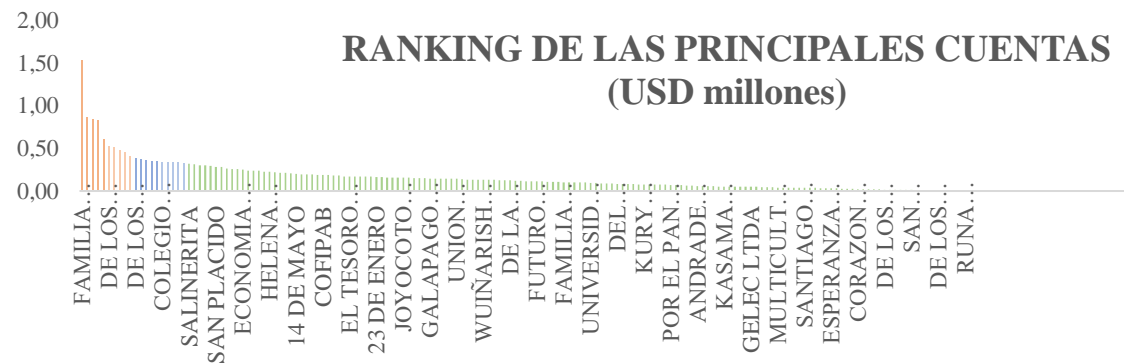 RANKING DE LAS PRINCIPALES CUENTAS
(USD millones)
2,00
1,50
1,00
0,50
0,00
FAMILIA…
DE LOS…
DE LOS…
COLEGIO…
SALINERITA
SAN PLACIDO
ECONOMIA…
HELENA…
14 DE MAYO
COFIPAB
EL TESORO…
23 DE ENERO
JOYOCOTO…
GALAPAGO…
UNION…
WUIÑARISH…
DE LA…
FUTURO…
FAMILIA…
UNIVERSID…
DEL…
KURY…
POR EL PAN…
ANDRADE…
KASAMA…
GELEC LTDA
MULTICULT…
SANTIAGO…
ESPERANZA…
CORAZON…
DE LOS…
SAN…
DE LOS…
RUNA…